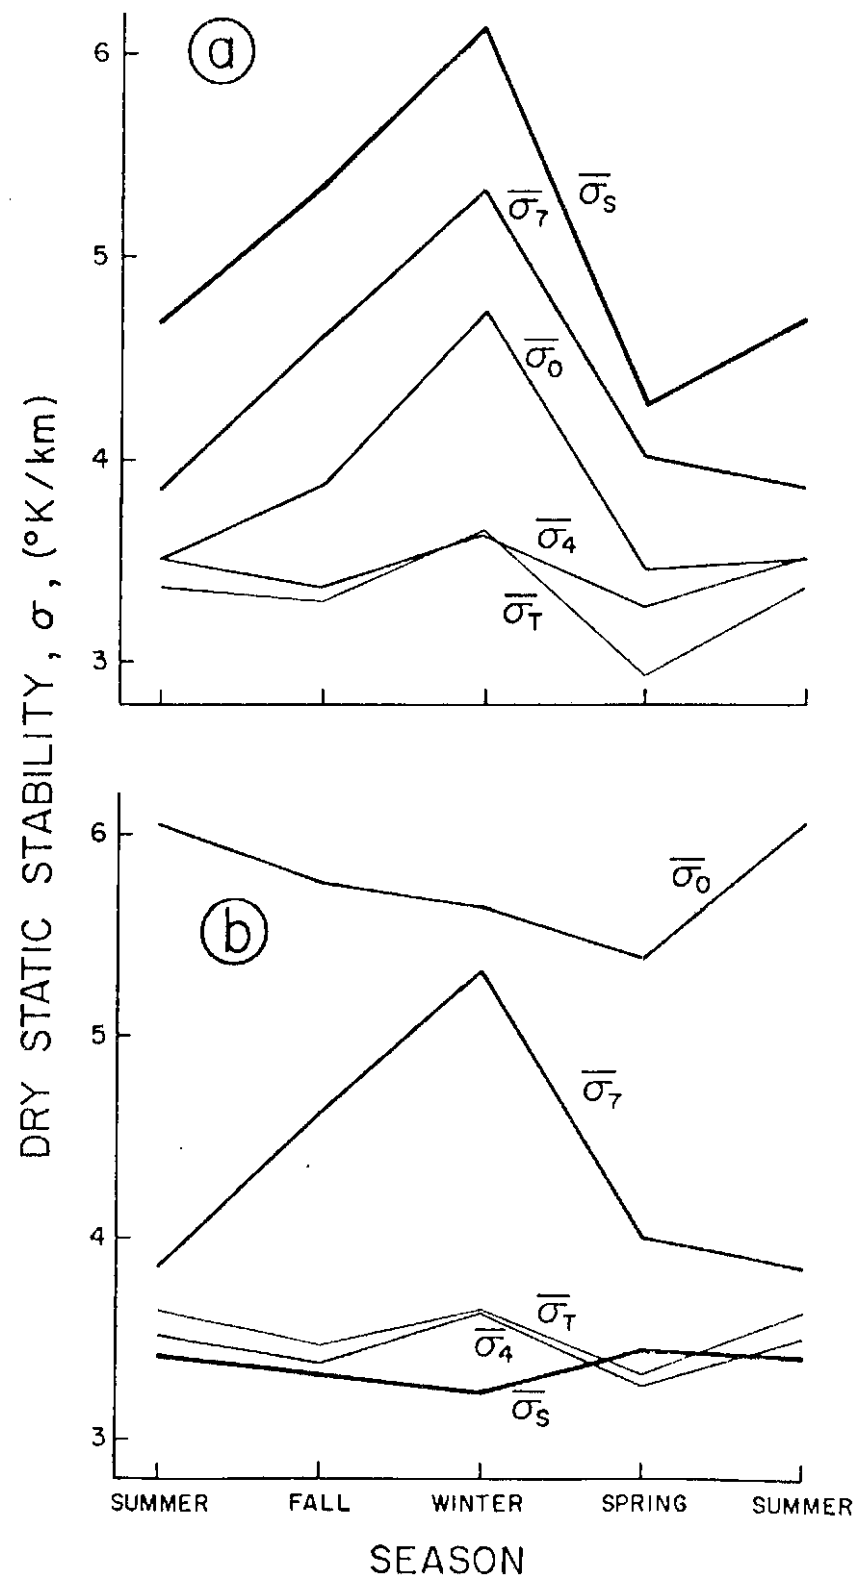 DRY STATIC STABILITY, σ, (°K/km)
a
6
5
4
3
σ̅S
σ̅7
σ̅0
σ̅4
σ̅T
b
6
5
4
3
σ̅0
σ̅7
σ̅T
σ̅4
σ̅S
SUMMER FALL WINTER SPRING SUMMER
SEASON